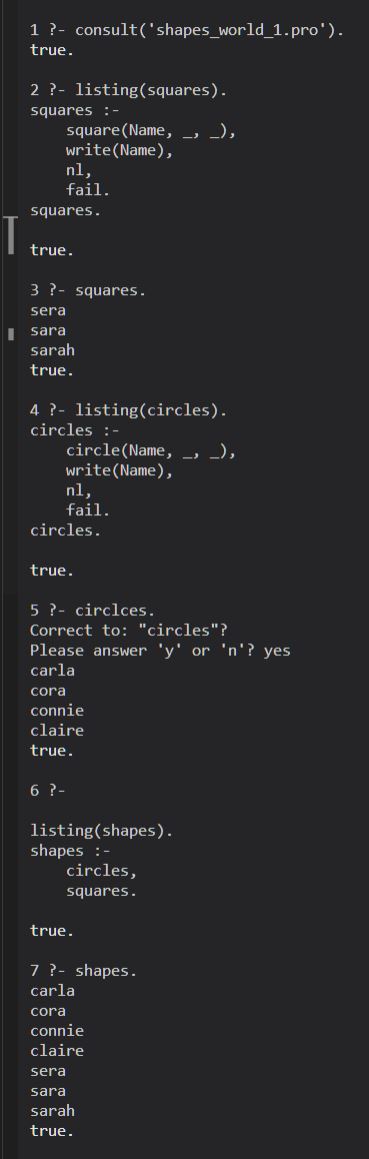 1 ?- consult('shapes_world_1.pro').
true.
2 ?- listing(squares).
squares :-
    square(Name, _, _),
    write(Name),
    nl,
    fail.
squares.
true.
3 ?- squares.
sera
sara
sarah
true.
4 ?- listing(circles).
circles :-
    circle(Name, _, _),
    write(Name),
    nl,
    fail.
circles.
true.
5 ?- circlces.
Correct to: "circles"?
Please answer 'y' or 'n'? yes
carla
cora
connie
claire
true.
6 ?-
listing(shapes).
shapes :-
    circles,
    squares.
true.
7 ?- shapes.
carla
cora
connie
claire
sera
sara
sarah
true.